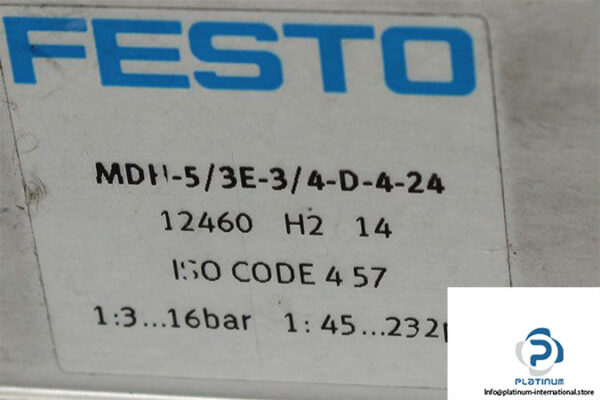 FESTO
MDH-5/3E-3/4-D-4-24
12460 H2 14
ISO CODE 4 57
1:3...16bar 1: 45...232
PLATINUM
info@platinum-international.store